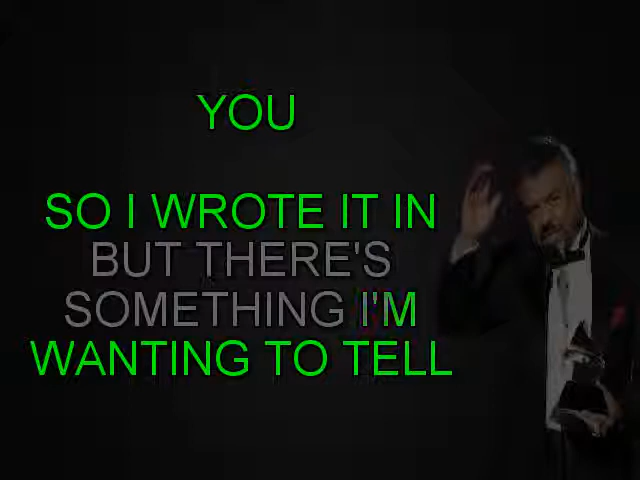 YOU
SO I WROTE IT IN
BUT THERE'S
SOMETHING I'M
WANTING TO TELL